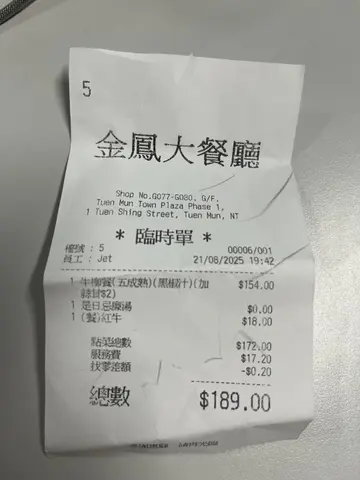 5
金鳳大餐廳
Shop No.G077-G080, G/F,
Tuen Mun Town Plaza Phase 1,
1 Tuen Shing Street, Tuen Mun, NT
* 臨時單 *
檯號: 5 00006/001
員工: Jet 21/08/2025 19:42
1 牛柳餐(五成熟)(黑椒汁)(加 $154.00
$2)
1 是日 湯 $0.00
1 (餐)紅牛 $18.00
點菜總數 $172.00
服務費 $17.20
找零差額 -$0.20
總數 $189.00